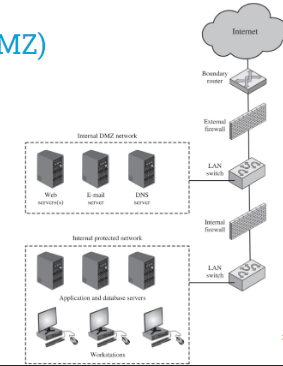 MZ)
Internet
Boundary
router
External
firewall
Internal DMZ network
Web
servers(s)
E-mail
server
DNS
server
LAN
switch
Internal
firewall
Internal protected network
LAN
switch
Application and database servers
Workstations